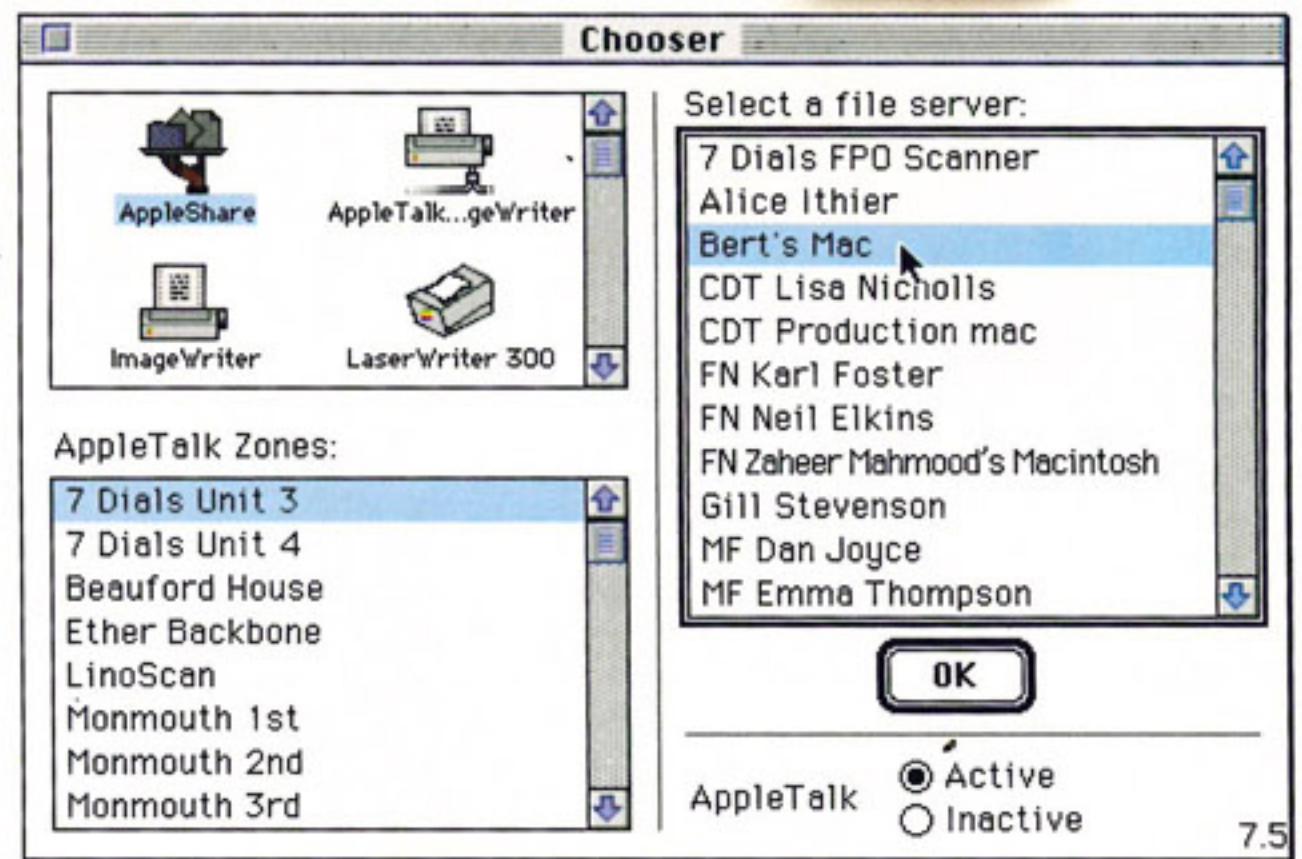 Chooser
AppleShare
AppleTalk...geWriter
ImageWriter
LaserWriter 300
AppleTalk Zones:
7 Dials Unit 3
7 Dials Unit 4
Beauford House
Ether Backbone
LinoScan
Monmouth 1st
Monmouth 2nd
Monmouth 3rd
Select a file server:
7 Dials FPO Scanner
Alice Ithier
Bert's Mac
CDT Lisa Nicholls
CDT Production mac
FN Karl Foster
FN Neil Elkins
FN Zaheer Mahmood's Macintosh
Gill Stevenson
MF Dan Joyce
MF Emma Thompson
OK
AppleTalk
Active
Inactive
7.5